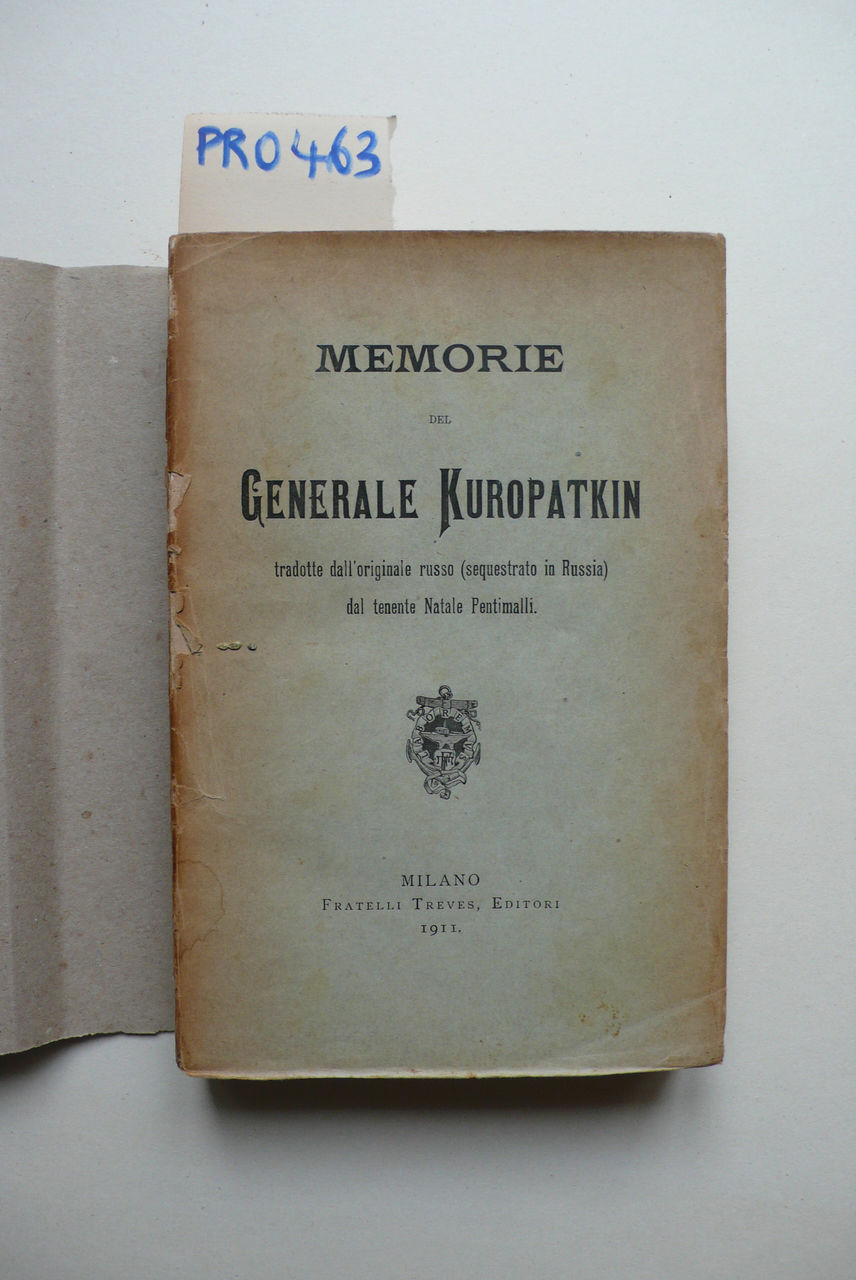 PRO463
MEMORIE
DEL
GENERALE KUROPATKIN
tradotte dall'originale russo (sequestrato in Russia)
dal tenente Natale Pentimalli.
LABOREMUS
MILANO
FRATELLI TREVES, EDITORI
1911.